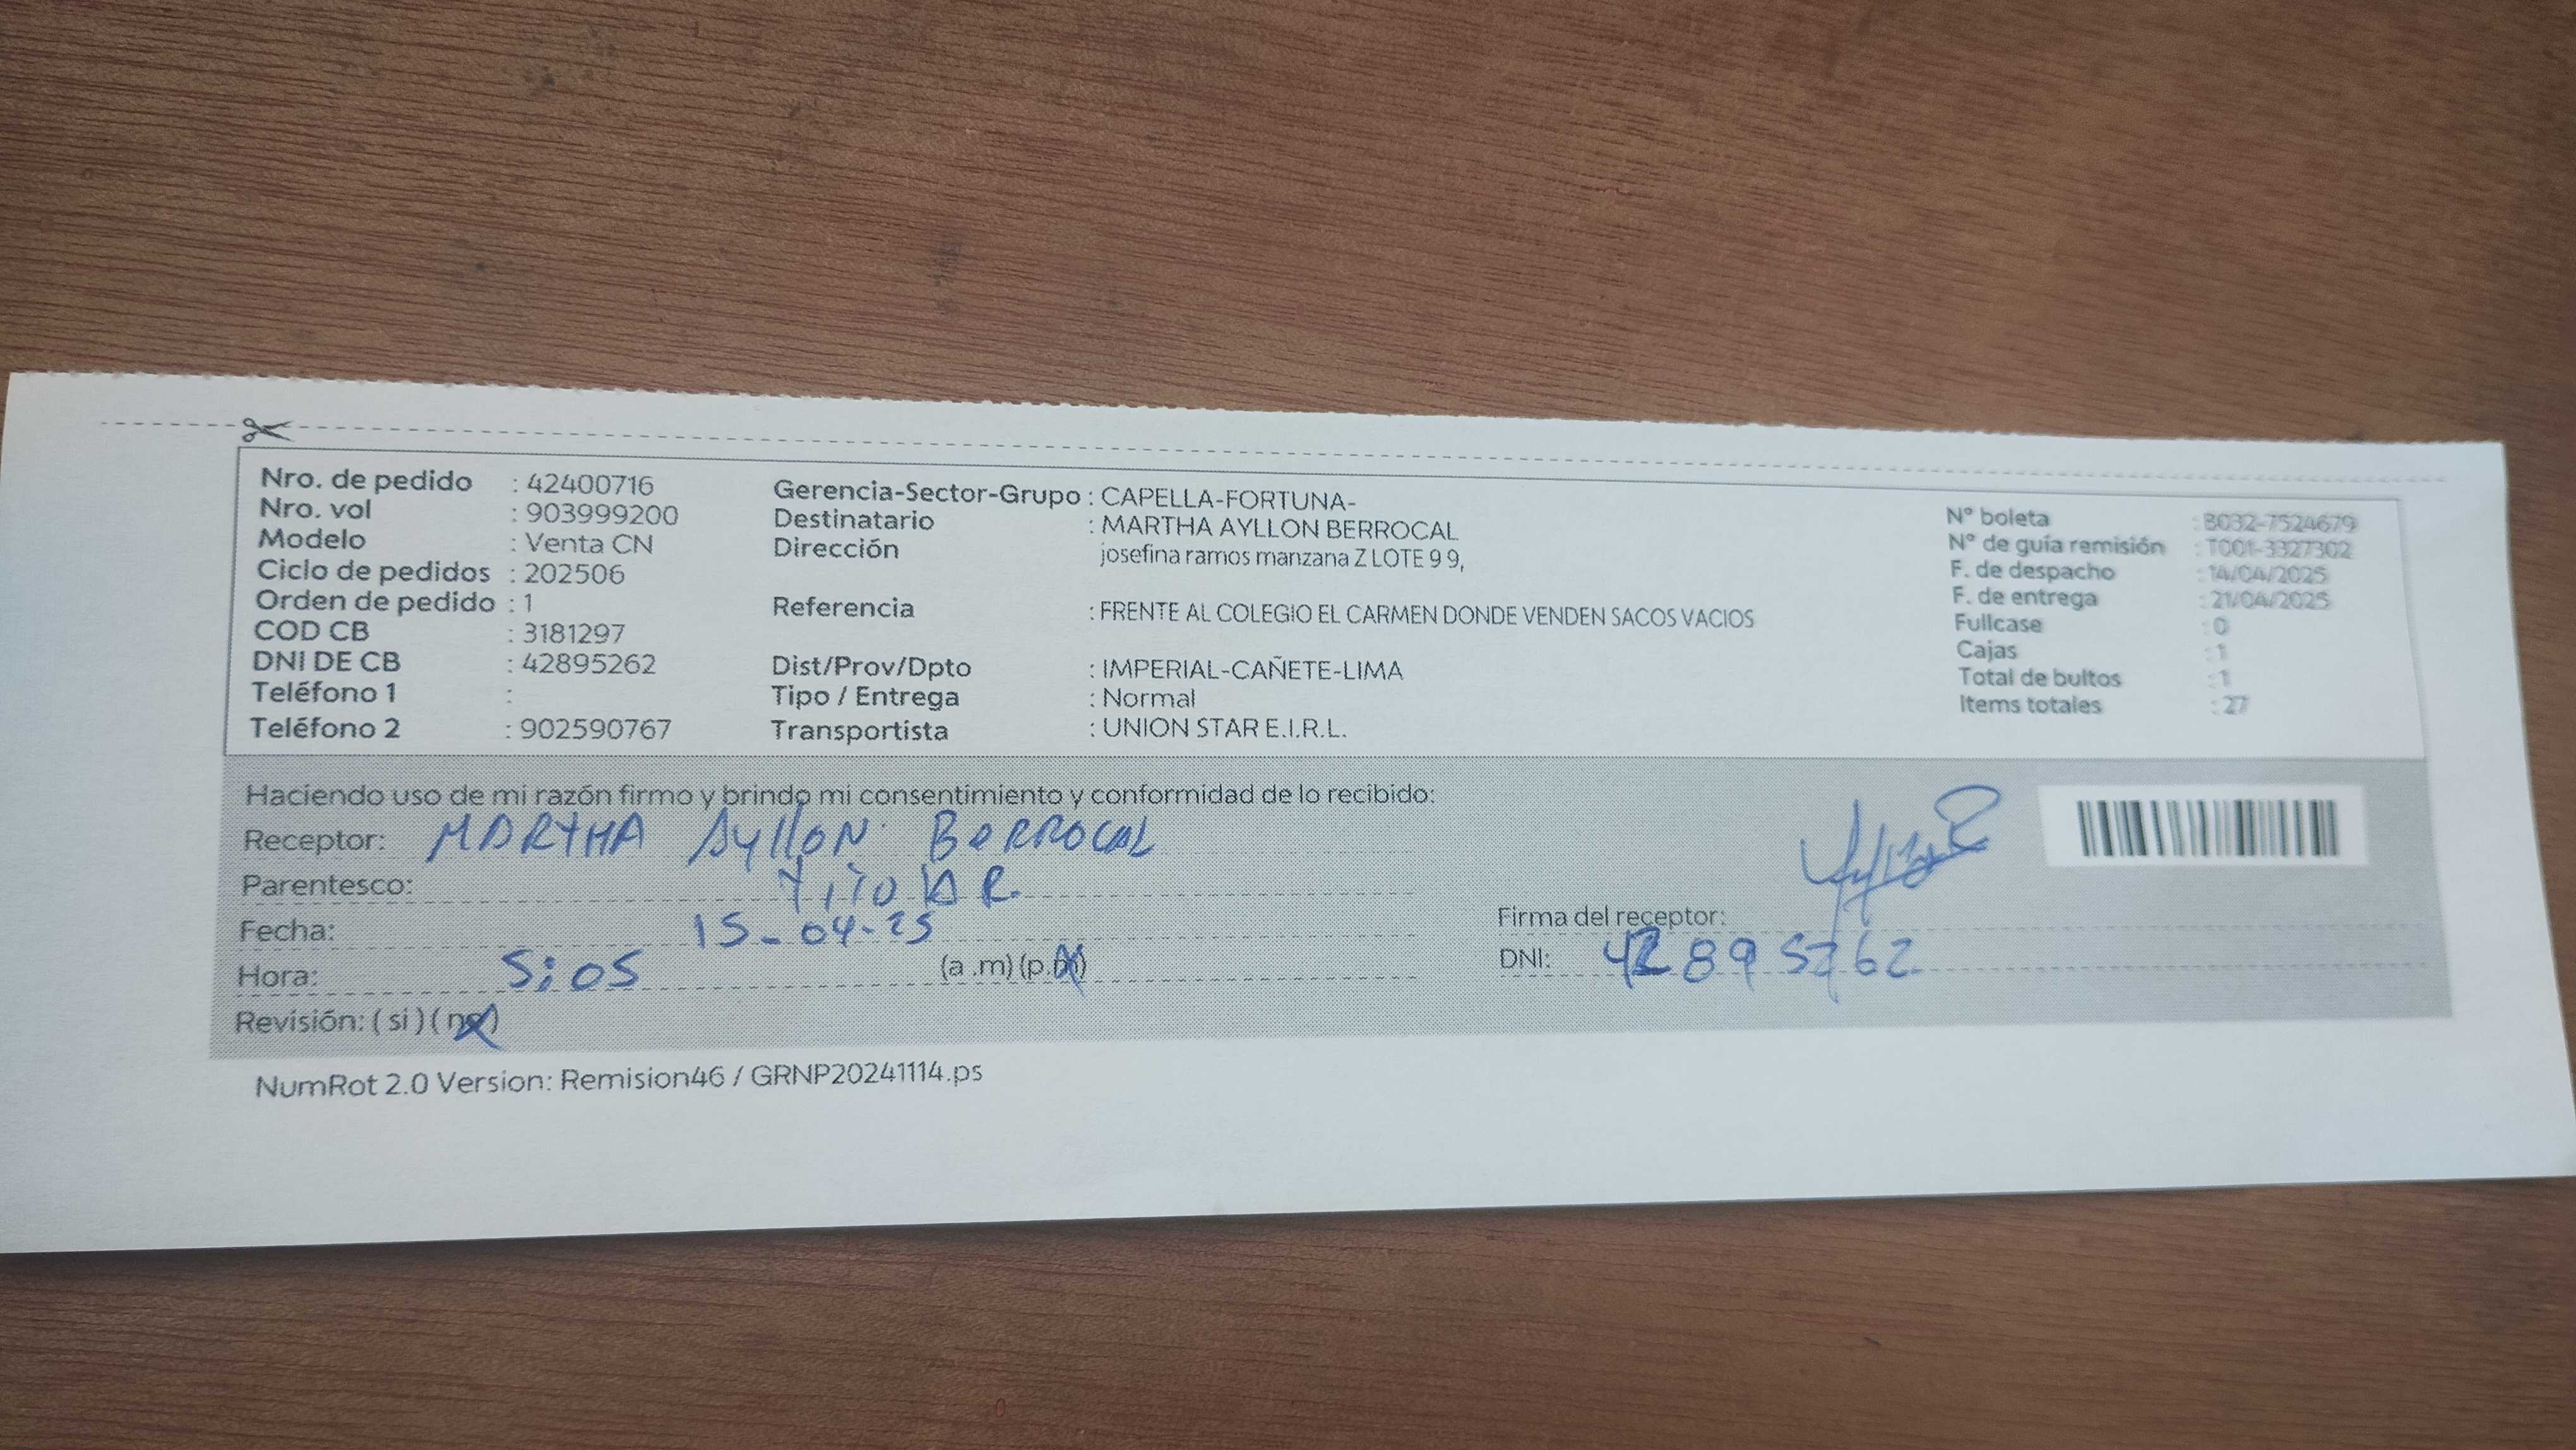 Nro. de pedido : 42400716
Nro. vol : 903999200
Modelo : Venta CN
Ciclo de pedidos : 202506
Orden de pedido : 1
COD CB : 3181297
DNI DE CB : 42895262
Teléfono 1 :
Teléfono 2 : 902590767
Gerencia-Sector-Grupo : CAPELLA-FORTUNA-
Destinatario : MARTHA AYLLON BERROCAL
Dirección josefina ramos manzana Z LOTE 9 9,
Referencia : FRENTE AL COLEGIO EL CARMEN DONDE VENDEN SACOS VACIOS
Dist/Prov/Dpto : IMPERIAL-CAÑETE-LIMA
Tipo / Entrega : Normal
Transportista : UNION STAR E.I.R.L.
N° boleta : B032-7524679
N° de guía remisión : T001-3327302
F. de despacho : 14/04/2025
F. de entrega : 21/04/2025
Fullcase : 0
Cajas : 1
Total de bultos : 1
Items totales : 27
Haciendo uso de mi razón firmo y brindo mi consentimiento y conformidad de lo recibido:
Receptor: MARTHA Ayllon BeRROCAL
Parentesco: TiTULAR
Fecha: 15-04-25
Hora: 5:05 (a.m) (p.m)
Revisión: (si) (no)
Firma del receptor:
DNI: 42895262
NumRot 2.0 Version: Remision46 / GRNP20241114.ps